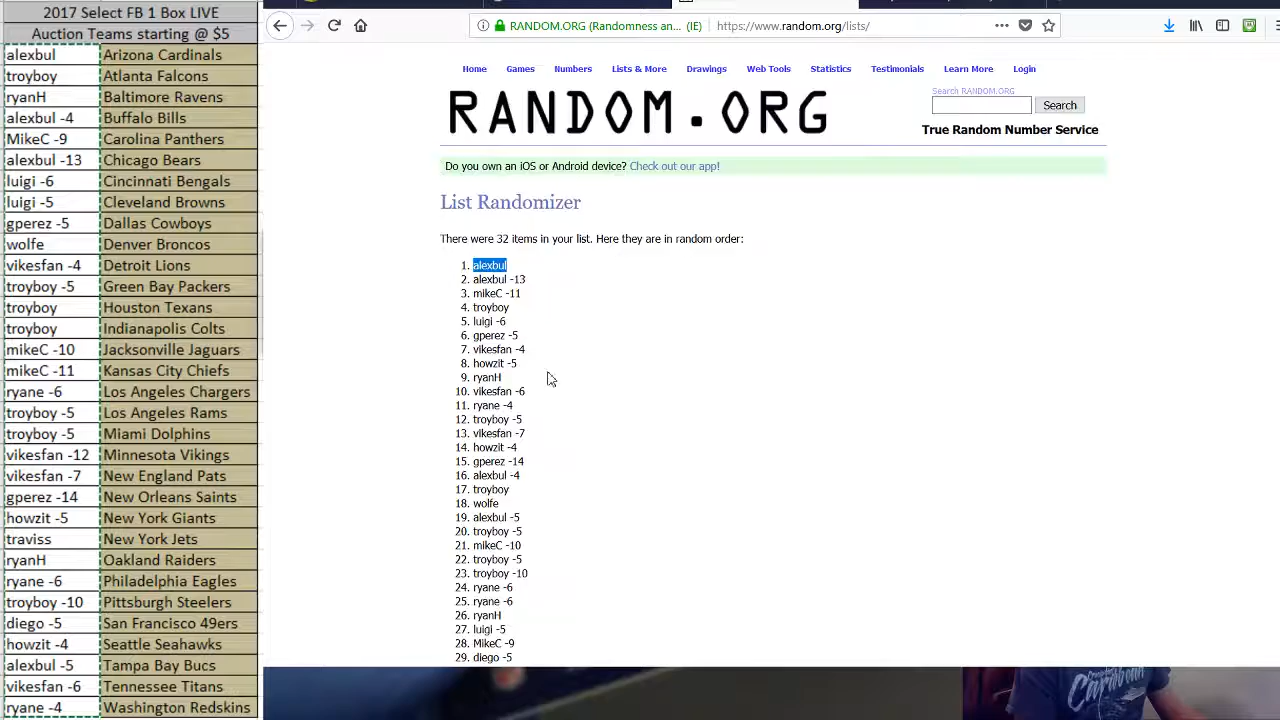 2017 Select FB 1 Box LIVE
Auction Teams starting @ $5
alexbul Arizona Cardinals
troyboy Atlanta Falcons
ryanH Baltimore Ravens
alexbul -4 Buffalo Bills
MikeC -9 Carolina Panthers
alexbul -13 Chicago Bears
luigi -6 Cincinnati Bengals
luigi -5 Cleveland Browns
gperez -5 Dallas Cowboys
wolfe Denver Broncos
vikesfan -4 Detroit Lions
troyboy -5 Green Bay Packers
troyboy Houston Texans
troyboy Indianapolis Colts
mikeC -10 Jacksonville Jaguars
mikeC -11 Kansas City Chiefs
ryane -6 Los Angeles Chargers
troyboy -5 Los Angeles Rams
troyboy -5 Miami Dolphins
vikesfan -12 Minnesota Vikings
vikesfan -7 New England Pats
gperez -14 New Orleans Saints
howzit -5 New York Giants
traviss New York Jets
ryanH Oakland Raiders
ryane -6 Philadelphia Eagles
troyboy -10 Pittsburgh Steelers
diego -5 San Francisco 49ers
howzit -4 Seattle Seahawks
alexbul -5 Tampa Bay Bucs
vikesfan -6 Tennessee Titans
ryane -4 Washington Redskins
RANDOM.ORG (Randomness an... (IE) https://www.random.org/lists/
Home Games Numbers Lists & More Drawings Web Tools Statistics Testimonials Learn More Login
RANDOM.ORG
Search RANDOM.ORG
Search
True Random Number Service
Do you own an iOS or Android device? Check out our app!
List Randomizer
There were 32 items in your list. Here they are in random order:
1. alexbul
2. alexbul -13
3. mikeC -11
4. troyboy
5. luigi -6
6. gperez -5
7. vikesfan -4
8. howzit -5
9. ryanH
10. vikesfan -6
11. ryane -4
12. troyboy -5
13. vikesfan -7
14. howzit -4
15. gperez -14
16. alexbul -4
17. troyboy
18. wolfe
19. alexbul -5
20. troyboy -5
21. mikeC -10
22. troyboy -5
23. troyboy -10
24. ryane -6
25. ryane -6
26. ryanH
27. luigi -5
28. MikeC -9
29. diego -5
Caribbean